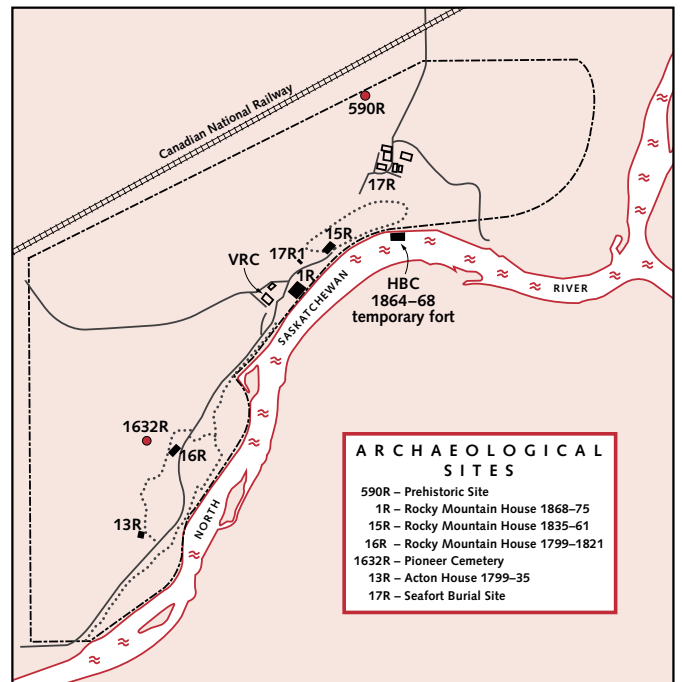 Canadian National Railway
590R
17R
15R
17R1
VRC
1R
HBC
1864–68
temporary fort
SASKATCHEWAN
RIVER
1632R
16R
13R
NORTH
ARCHAEOLOGICAL
SITES
590R – Prehistoric Site
1R – Rocky Mountain House 1868–75
15R – Rocky Mountain House 1835–61
16R – Rocky Mountain House 1799–1821
1632R – Pioneer Cemetery
13R – Acton House 1799–35
17R – Seafort Burial Site